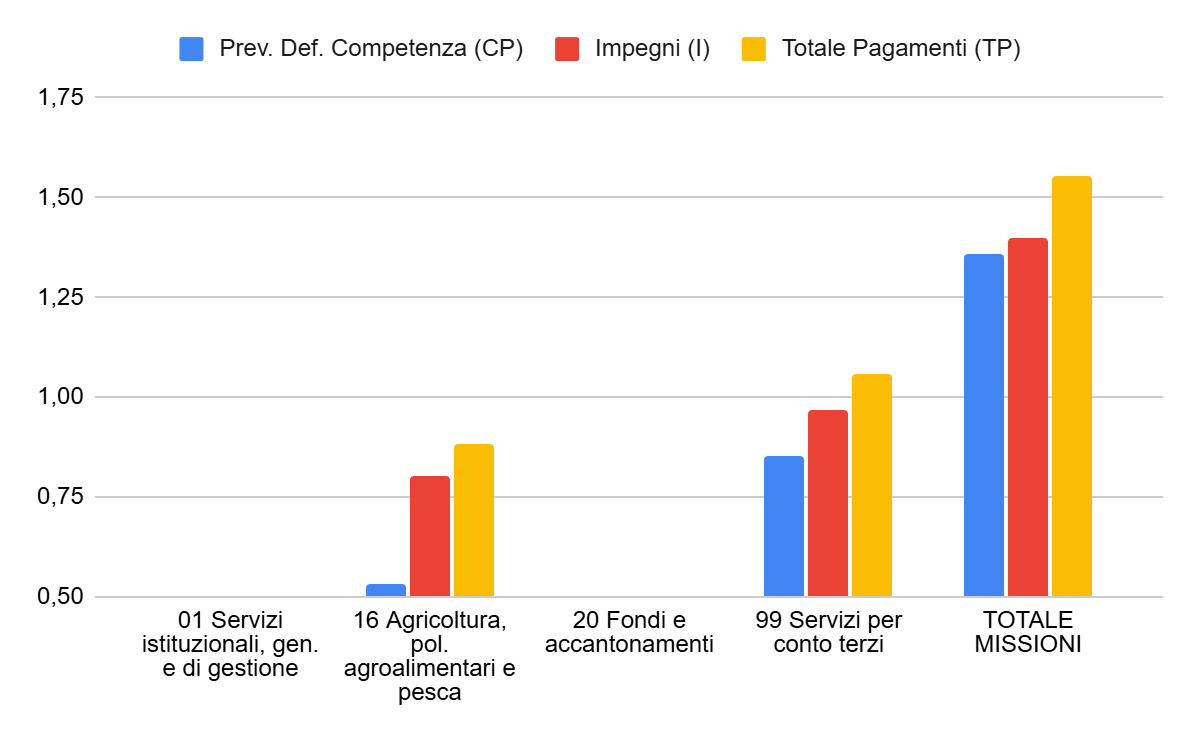 Prev. Def. Competenza (CP) Impegni (I) Totale Pagamenti (TP)
1,75
1,50
1,25
1,00
0,75
0,50
01 Servizi
istituzionali, gen.
e di gestione
16 Agricoltura,
pol.
agroalimentari e
pesca
20 Fondi e
accantonamenti
99 Servizi per
conto terzi
TOTALE
MISSIONI